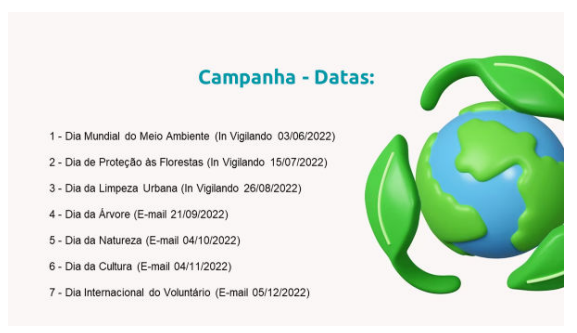 Campanha - Datas:
1 - Dia Mundial do Meio Ambiente (In Vigilando 03/06/2022)
2 - Dia de Proteção às Florestas (In Vigilando 15/07/2022)
3 - Dia da Limpeza Urbana (In Vigilando 26/08/2022)
4 - Dia da Árvore (E-mail 21/09/2022)
5 - Dia da Natureza (E-mail 04/10/2022)
6 - Dia da Cultura (E-mail 04/11/2022)
7 - Dia Internacional do Voluntário (E-mail 05/12/2022)